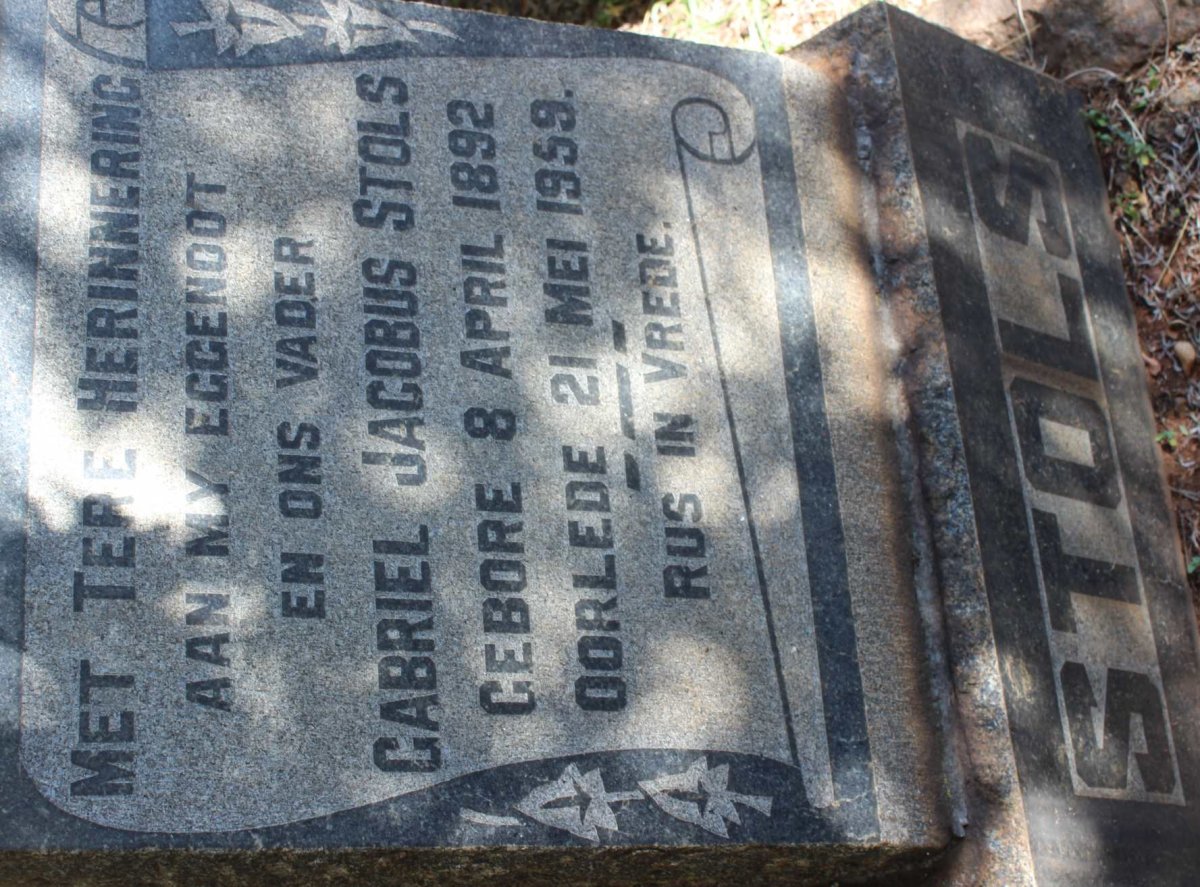 MET TERE HERINNERING
AAN MY EGGENOOT
EN ONS VADER
GABRIEL JACOBUS STOLS
GEBORE 8 APRIL 1892
OORLEDE 21 MEI 1959.
RUS IN VREDE.
STOLS